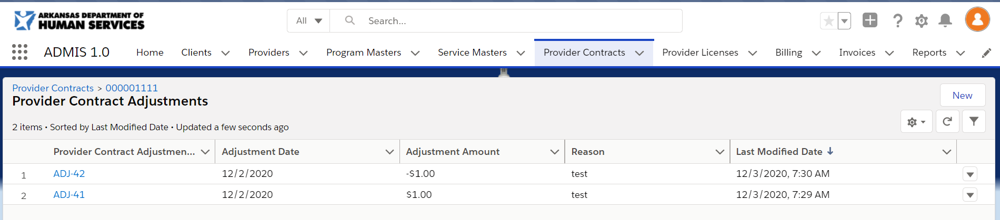 ARKANSAS DEPARTMENT OF
HUMAN SERVICES
All
Search...
ADMIS 1.0 Home Clients Providers Program Masters Service Masters Provider Contracts Provider Licenses Billing Invoices Reports
Provider Contracts > 000001111
Provider Contract Adjustments
New
2 items • Sorted by Last Modified Date • Updated a few seconds ago
Provider Contract Adjustmen... Adjustment Date Adjustment Amount Reason Last Modified Date
1 ADJ-42 12/2/2020 -$1.00 test 12/3/2020, 7:30 AM
2 ADJ-41 12/2/2020 $1.00 test 12/3/2020, 7:29 AM